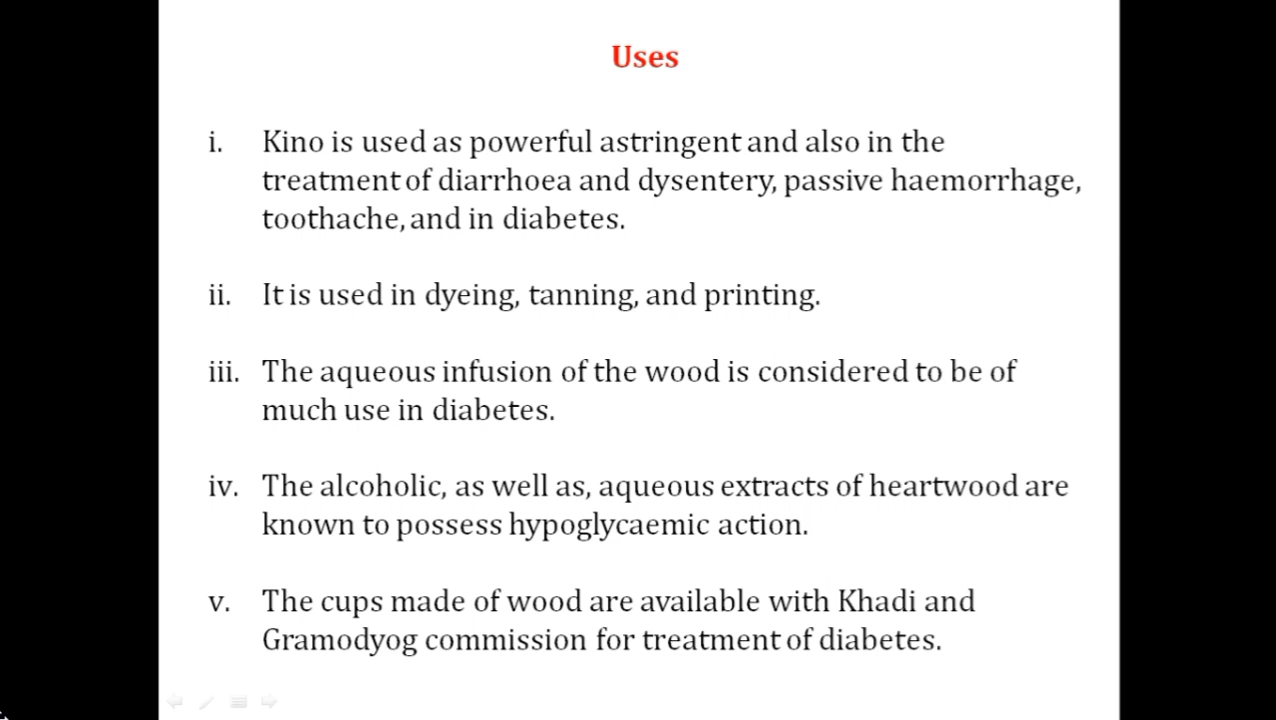 Uses
i. Kino is used as powerful astringent and also in the
treatment of diarrhoea and dysentery, passive haemorrhage,
toothache, and in diabetes.
ii. It is used in dyeing, tanning, and printing.
iii. The aqueous infusion of the wood is considered to be of
much use in diabetes.
iv. The alcoholic, as well as, aqueous extracts of heartwood are
known to possess hypoglycaemic action.
v. The cups made of wood are available with Khadi and
Gramodyog commission for treatment of diabetes.